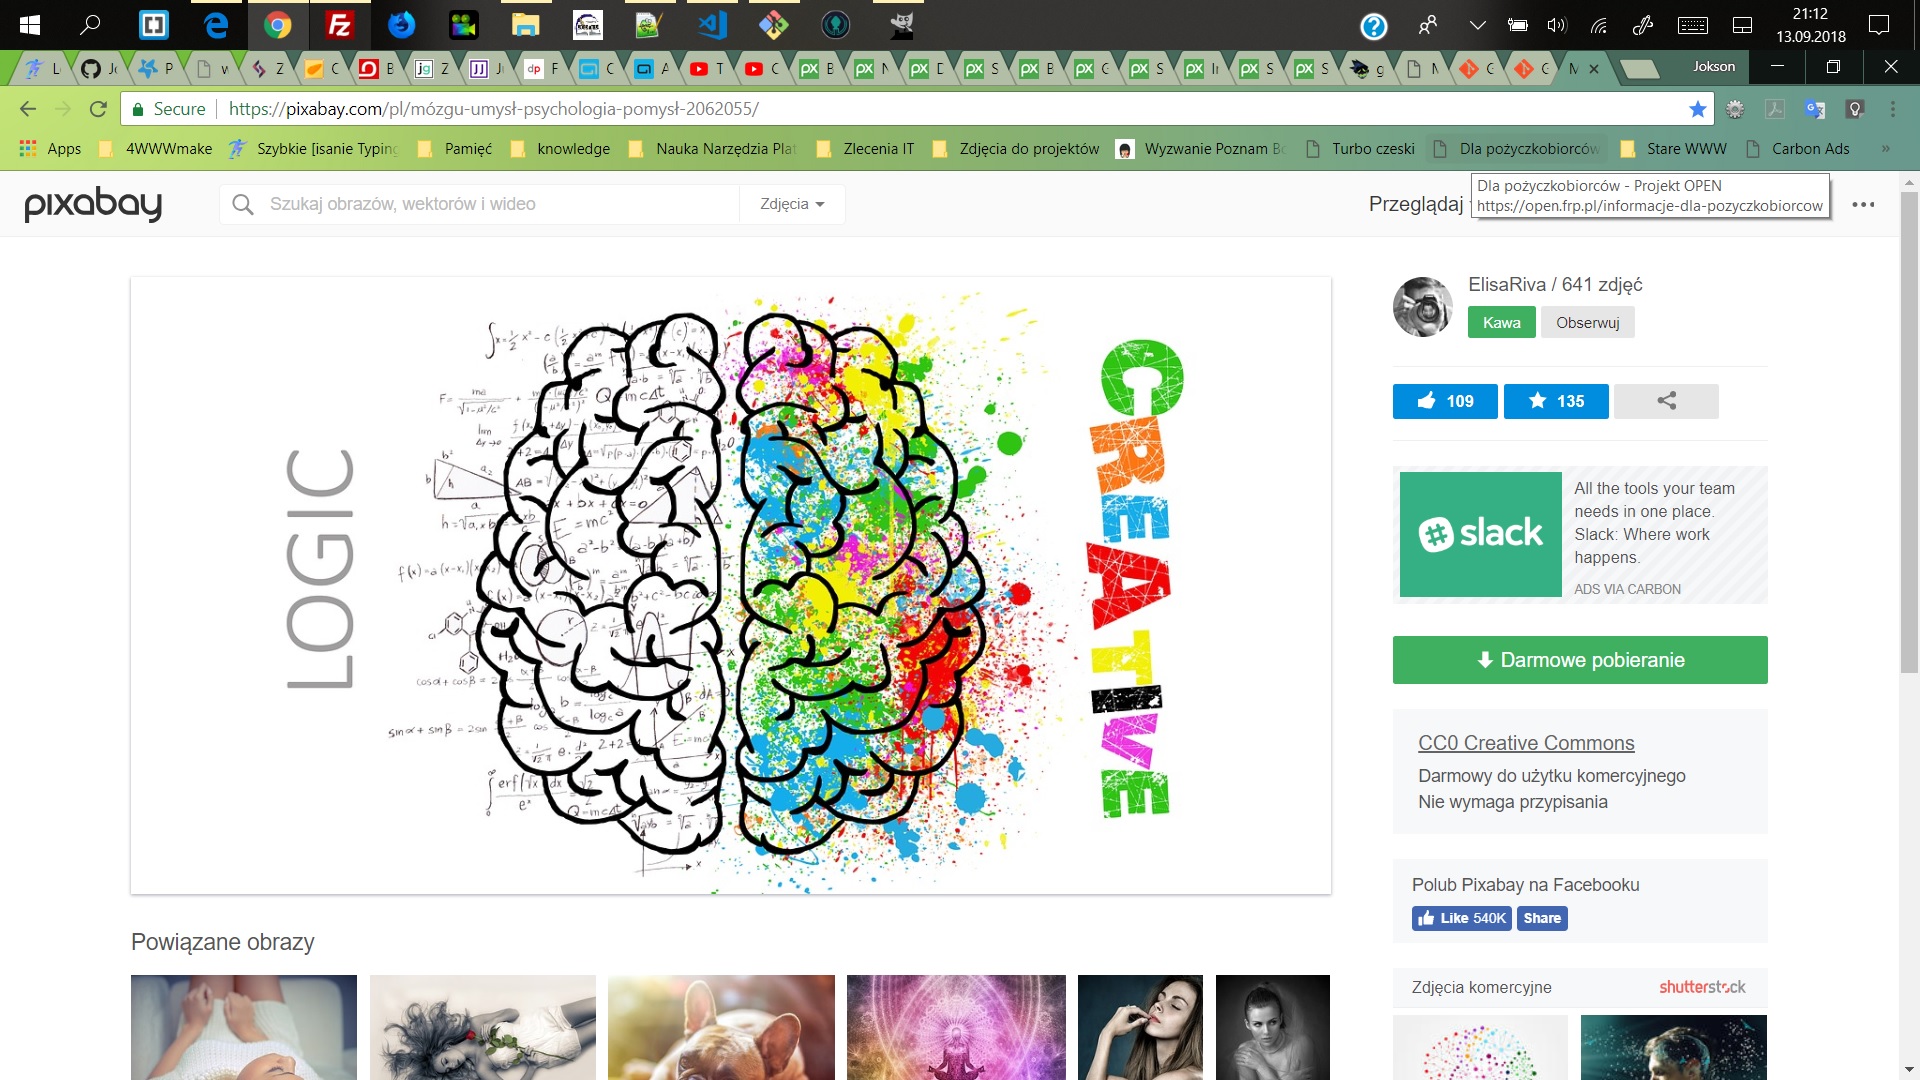 21:12
13.09.2018
Jokson
Secure https://pixabay.com/pl/mózgu-umysł-psychologia-pomysł-2062055/
Apps 4WWWmake Szybkie [isanie Typing Pamięć knowledge Nauka Narzędzia Plat Zlecenia IT Zdjęcia do projektów Wyzwanie Poznam Bo Turbo czeski Dla pożyczkobiorców Stare WWW Carbon Ads
Dla pożyczkobiorców - Projekt OPEN
https://open.frp.pl/informacje-dla-pozyczkobiorcow
pixabay Szukaj obrazów, wektorów i wideo Zdjęcia Przeglądaj
LOGIC
CREATIVE
ElisaRiva / 641 zdjęć
Kawa Obserwuj
109 135
slack
All the tools your team
needs in one place.
Slack: Where work
happens.
ADS VIA CARBON
Darmowe pobieranie
CC0 Creative Commons
Darmowy do użytku komercyjnego
Nie wymaga przypisania
Polub Pixabay na Facebooku
Like 540K Share
Powiązane obrazy
Zdjęcia komercyjne shutterstock